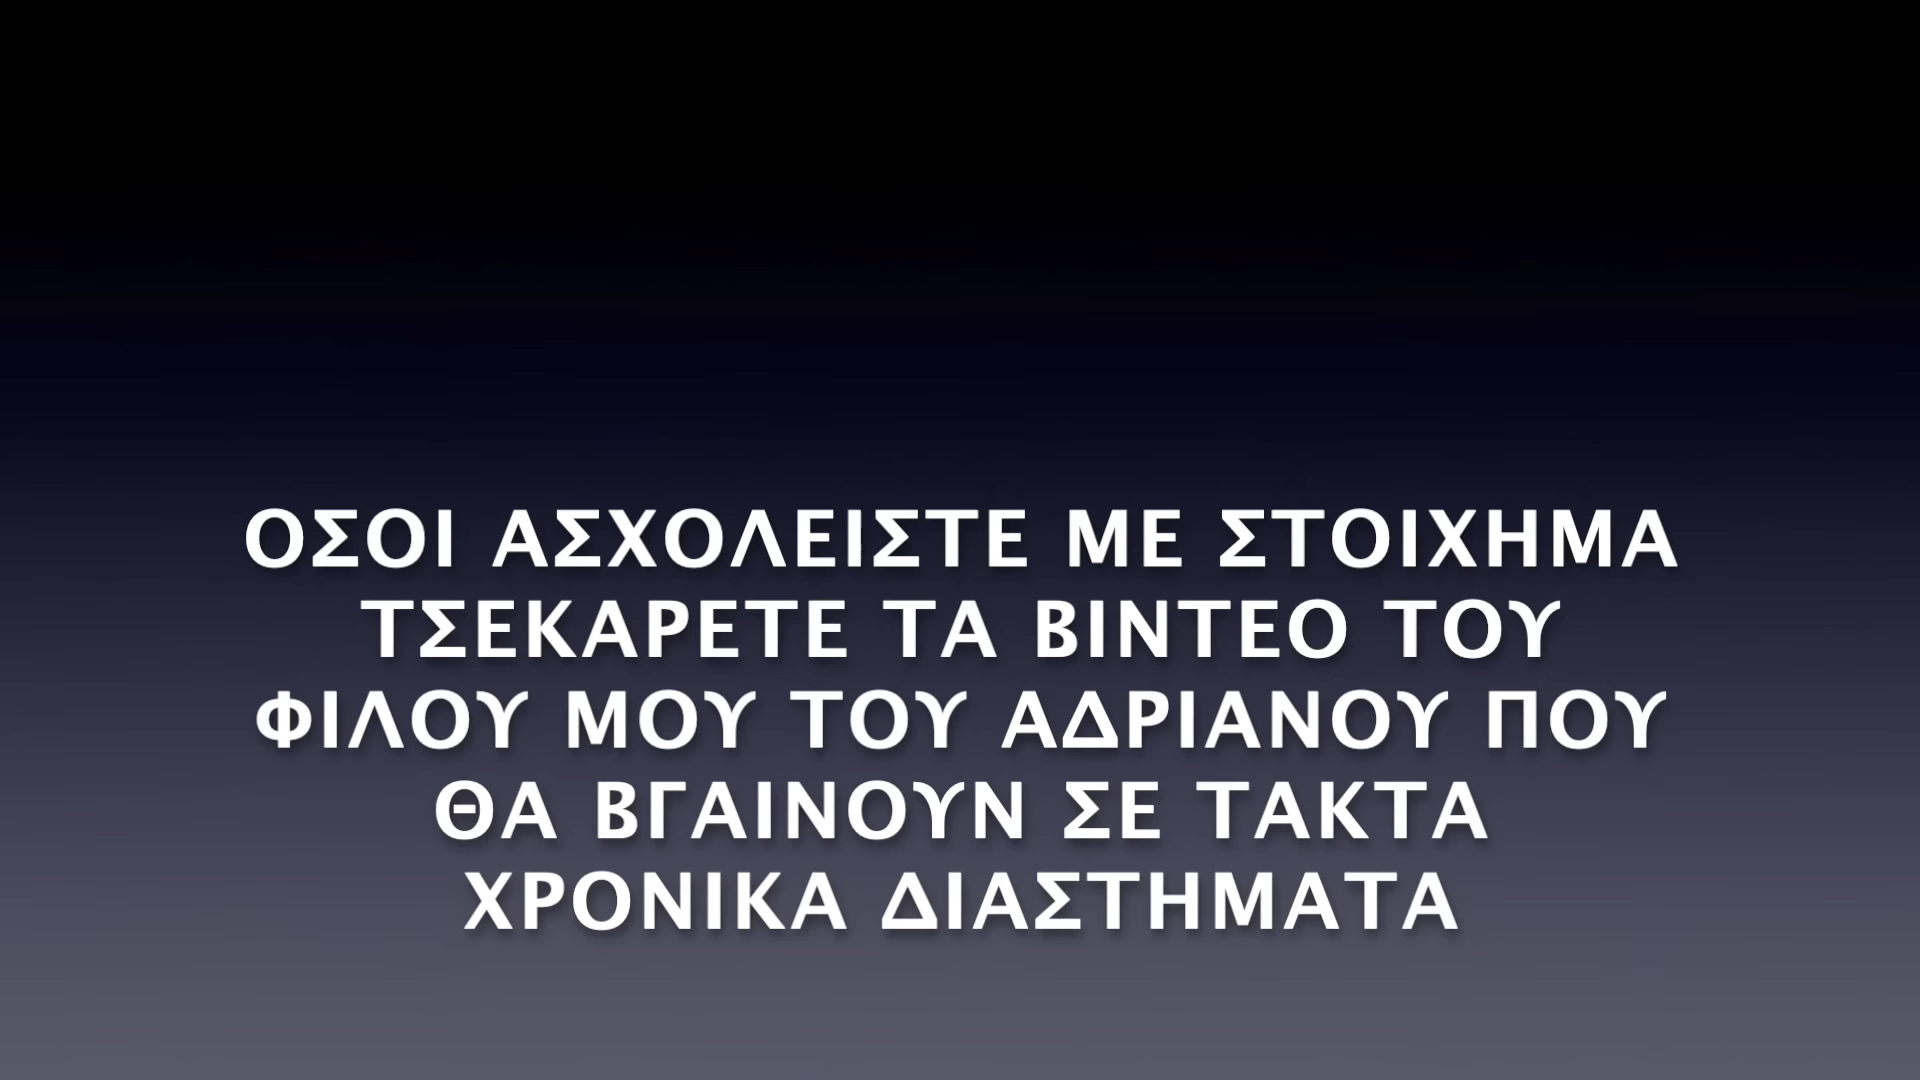 ΟΣΟΙ ΑΣΧΟΛΕΙΣΤΕ ΜΕ ΣΤΟΙΧΗΜΑ
ΤΣΕΚΑΡΕΤΕ ΤΑ ΒΙΝΤΕΟ ΤΟΥ
ΦΙΛΟΥ ΜΟΥ ΤΟΥ ΑΔΡΙΑΝΟΥ ΠΟΥ
ΘΑ ΒΓΑΙΝΟΥΝ ΣΕ ΤΑΚΤΑ
ΧΡΟΝΙΚΑ ΔΙΑΣΤΗΜΑΤΑ